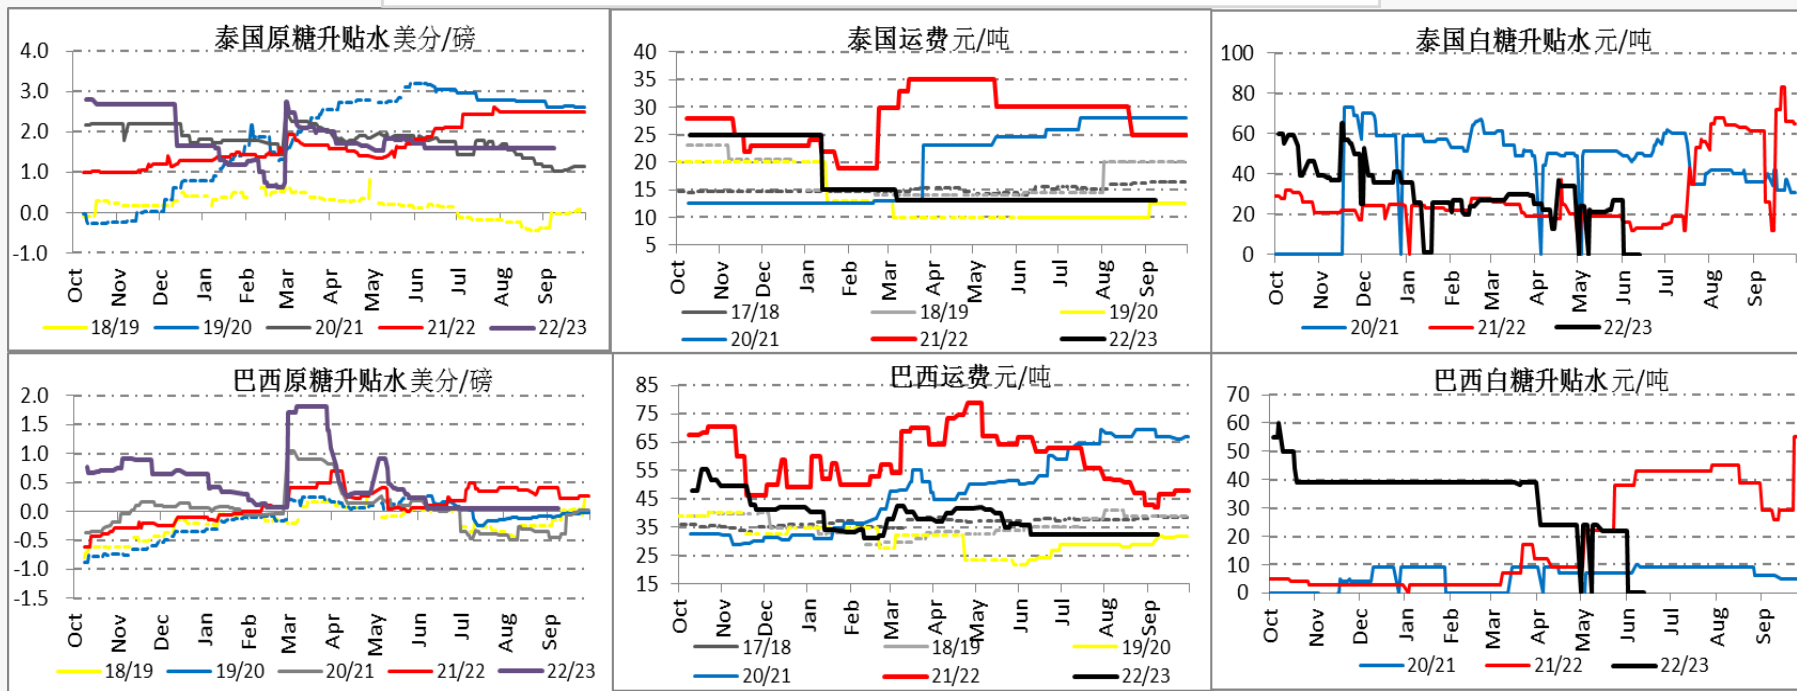 泰国原糖升贴水美分/磅
4.0
3.0
2.0
1.0
0.0
-1.0
Oct Nov Dec Jan Feb Mar Apr May Jun Jul Aug Sep
18/19 19/20 20/21 21/22 22/23
泰国运费元/吨
40
35
30
25
20
15
10
5
Oct Nov Dec Jan Feb Mar Apr May Jun Jul Aug Sep
17/18 18/19 19/20
20/21 21/22 22/23
泰国白糖升贴水元/吨
100
80
60
40
20
0
Oct Nov Dec Jan Feb Mar Apr May Jun Jul Aug Sep
20/21 21/22 22/23
巴西原糖升贴水美分/磅
2.0
1.5
1.0
0.5
0.0
-0.5
-1.0
-1.5
Oct Nov Dec Jan Feb Mar Apr May Jun Jul Aug Sep
18/19 19/20 20/21 21/22 22/23
巴西运费元/吨
85
75
65
55
45
35
25
15
Oct Nov Dec Jan Feb Mar Apr May Jun Jul Aug Sep
17/18 18/19 19/20
20/21 21/22 22/23
巴西白糖升贴水元/吨
70
60
50
40
30
20
10
0
Oct Nov Dec Jan Feb Mar Apr May Jun Jul Aug Sep
20/21 21/22 22/23